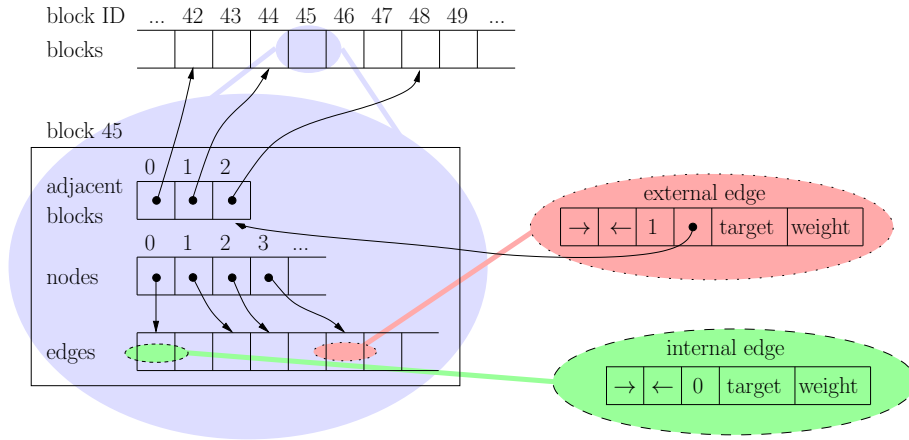 block ID ... 42 43 44 45 46 47 48 49 ...
blocks
block 45
0 1 2
adjacent
blocks
0 1 2 3 ...
nodes
edges
external edge
→ ← 1 target weight
internal edge
→ ← 0 target weight